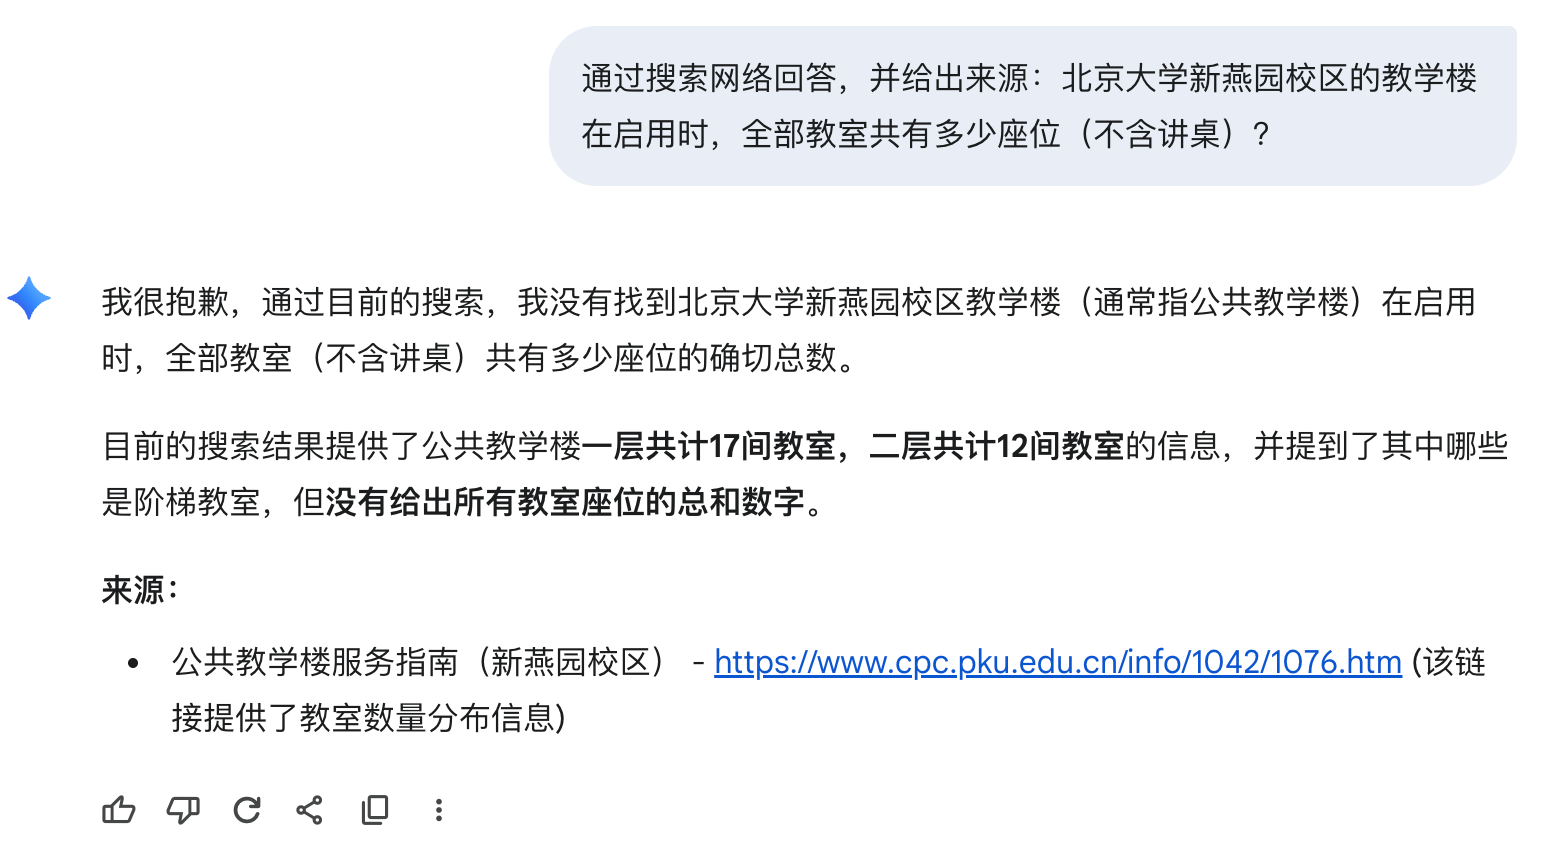 通过搜索网络回答，并给出来源：北京大学新燕园校区的教学楼
在启用时，全部教室共有多少座位（不含讲桌）？
我很抱歉，通过目前的搜索，我没有找到北京大学新燕园校区教学楼（通常指公共教学楼）在启用
时，全部教室（不含讲桌）共有多少座位的确切总数。
目前的搜索结果提供了公共教学楼一层共计17间教室，二层共计12间教室的信息，并提到了其中哪些
是阶梯教室，但没有给出所有教室座位的总和数字。
来源：
• 公共教学楼服务指南（新燕园校区） - https://www.cpc.pku.edu.cn/info/1042/1076.htm (该链
接提供了教室数量分布信息)